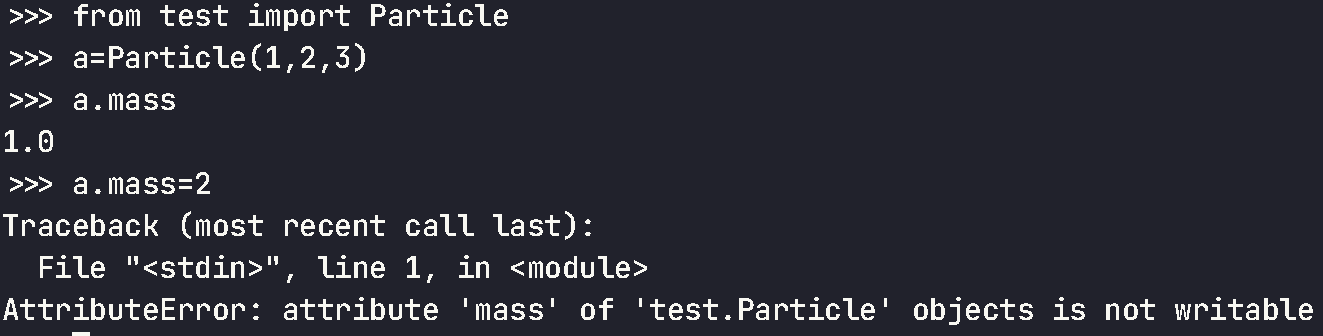 >>> from test import Particle
>>> a=Particle(1,2,3)
>>> a.mass
1.0
>>> a.mass=2
Traceback (most recent call last):
  File "<stdin>", line 1, in <module>
AttributeError: attribute 'mass' of 'test.Particle' objects is not writable